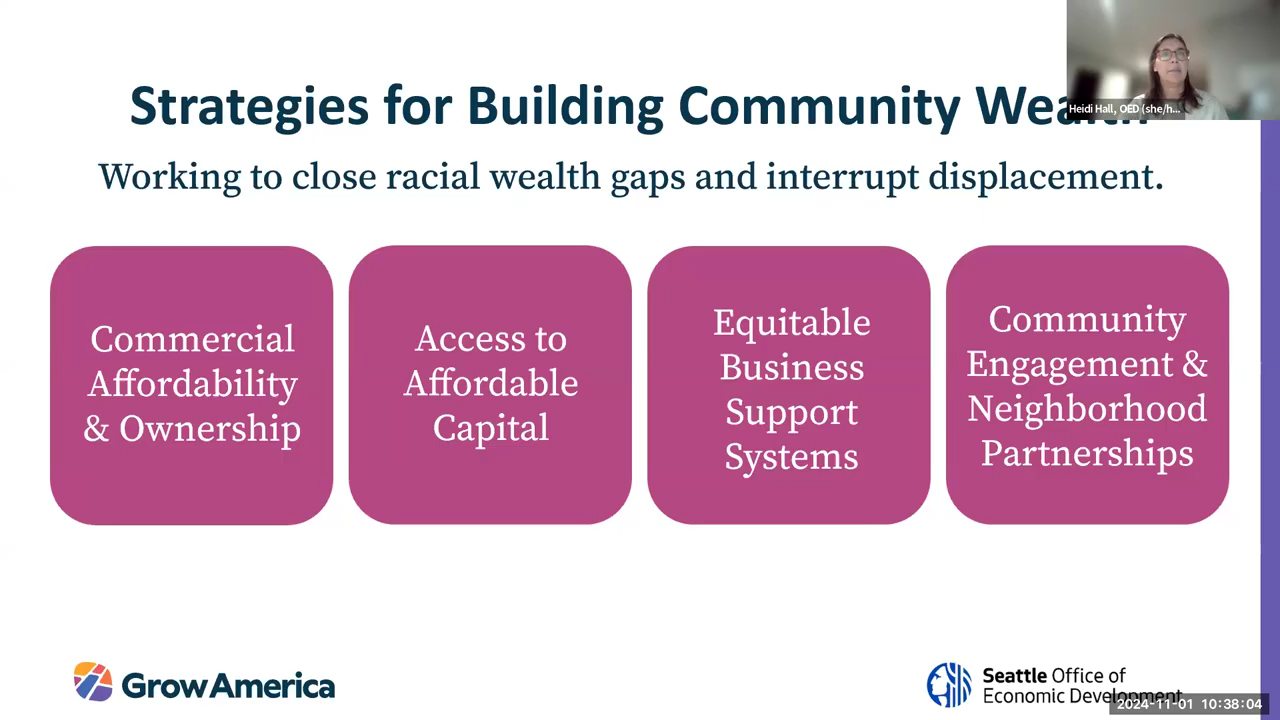 Strategies for Building Community Wealth
Heidi Hall, OED (she/h...
Working to close racial wealth gaps and interrupt displacement.
Commercial
Affordability
& Ownership
Access to
Affordable
Capital
Equitable
Business
Support
Systems
Community
Engagement &
Neighborhood
Partnerships
GrowAmerica
Seattle Office of
Economic Development
2024-11-01 10:38:04